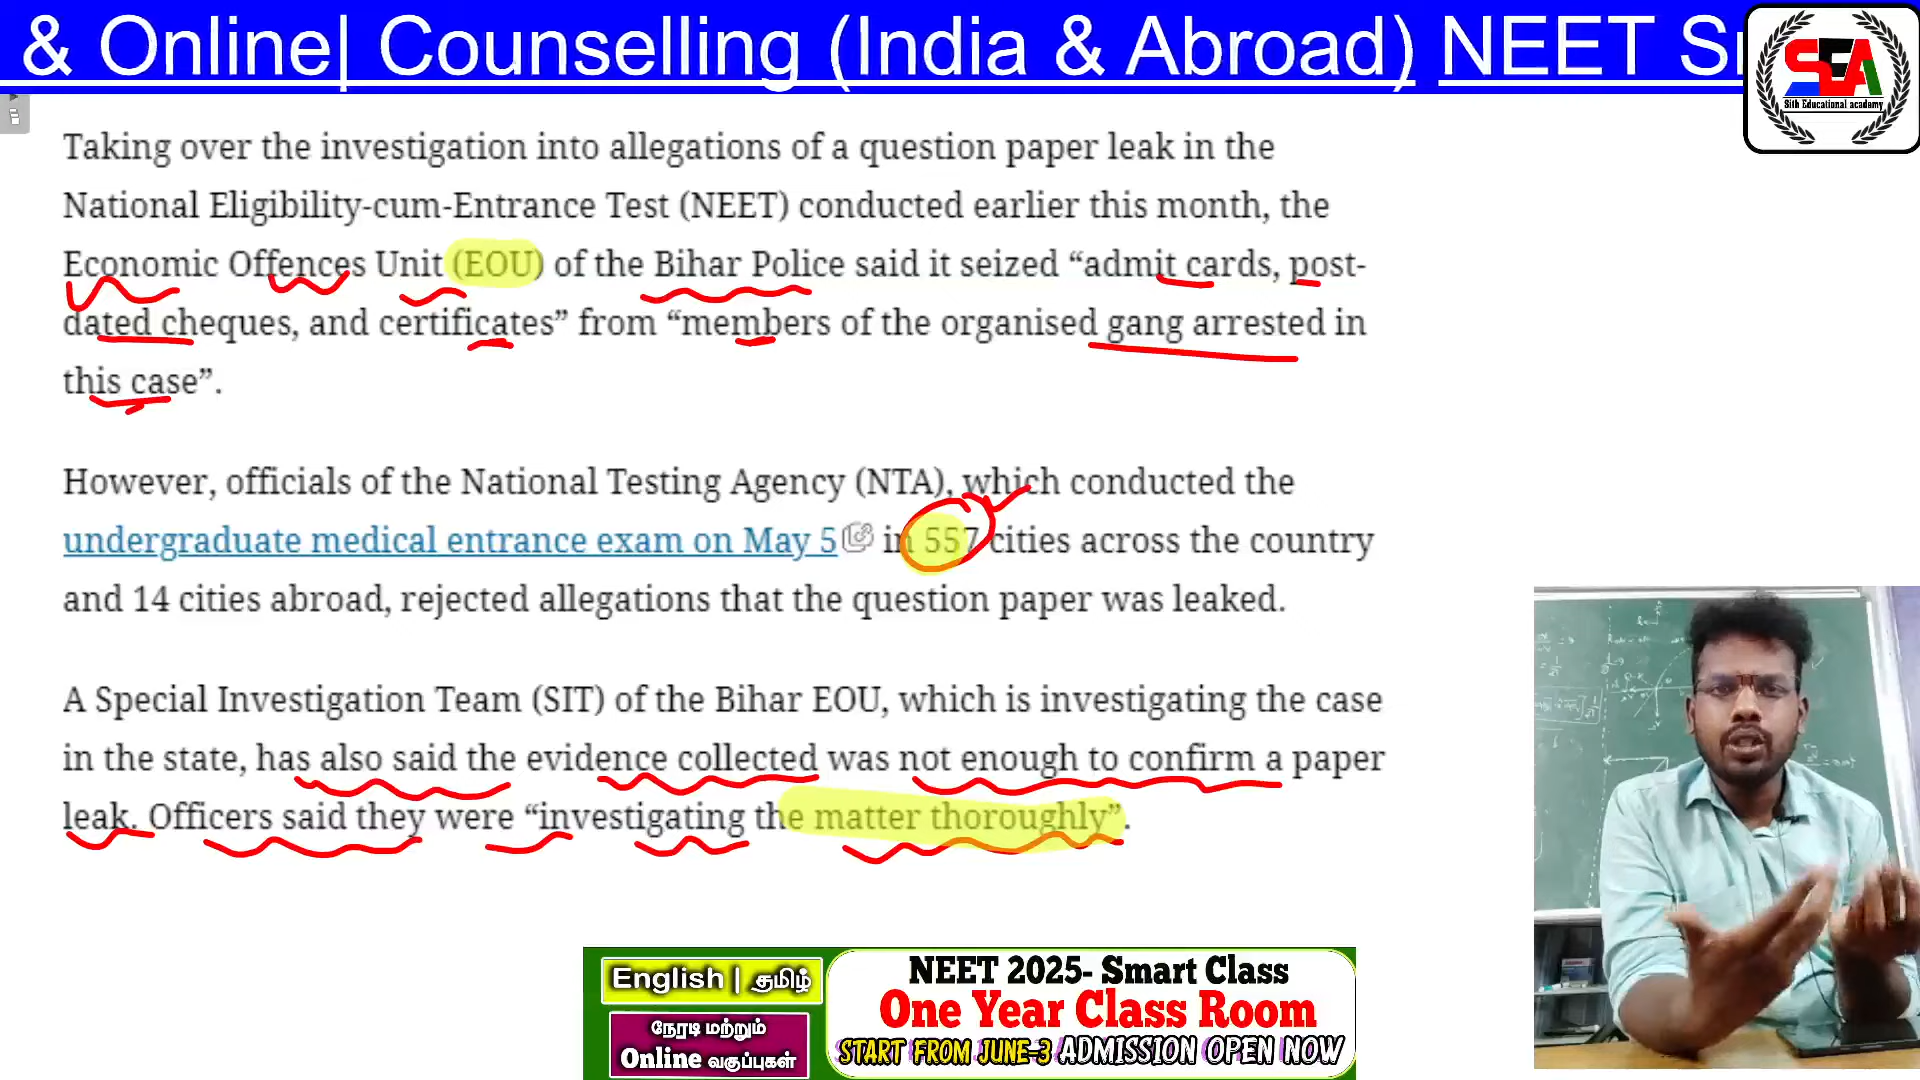 & Online| Counselling (India & Abroad) NEET
SEA
Sith Educational academy
Taking over the investigation into allegations of a question paper leak in the
National Eligibility-cum-Entrance Test (NEET) conducted earlier this month, the
Economic Offences Unit (EOU) of the Bihar Police said it seized “admit cards, post-
dated cheques, and certificates” from “members of the organised gang arrested in
this case”.
However, officials of the National Testing Agency (NTA), which conducted the
undergraduate medical entrance exam on May 5 in 557 cities across the country
and 14 cities abroad, rejected allegations that the question paper was leaked.
A Special Investigation Team (SIT) of the Bihar EOU, which is investigating the case
in the state, has also said the evidence collected was not enough to confirm a paper
leak. Officers said they were “investigating the matter thoroughly”.
English | தமிழ்
நேரடி மற்றும்
Online வகுப்புகள்
NEET 2025- Smart Class
One Year Class Room
START FROM JUNE-3 ADMISSION OPEN NOW